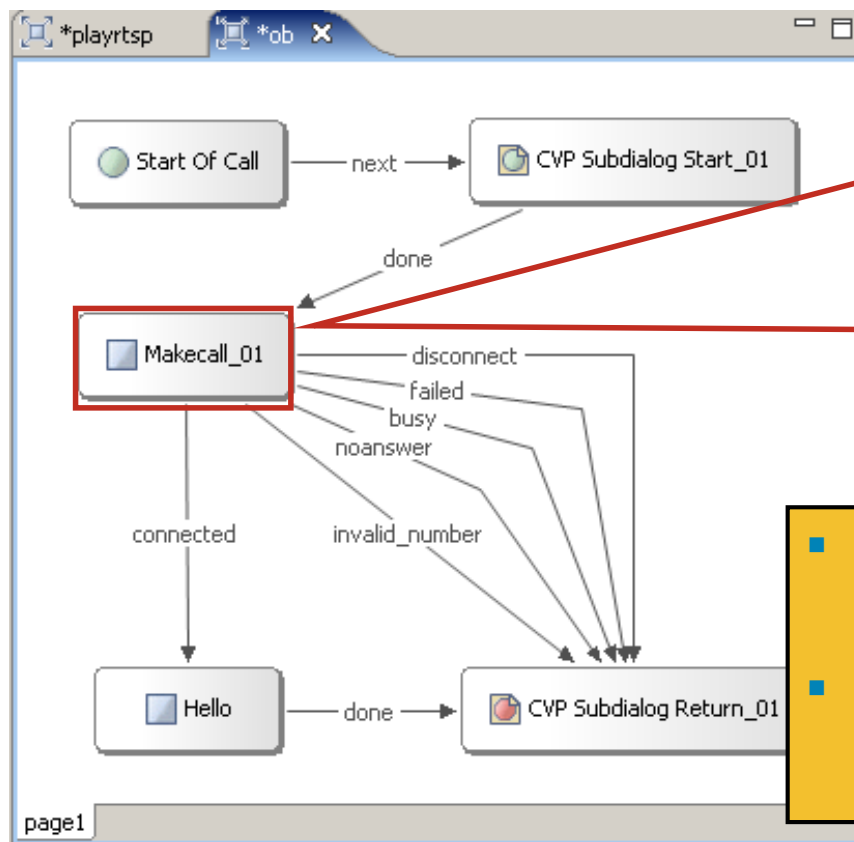 *playrtsp
*ob
Start Of Call
next
CVP Subdialog Start_01
done
Makecall_01
disconnect
failed
busy
noanswer
connected
invalid_number
Hello
done
CVP Subdialog Return_01
page1